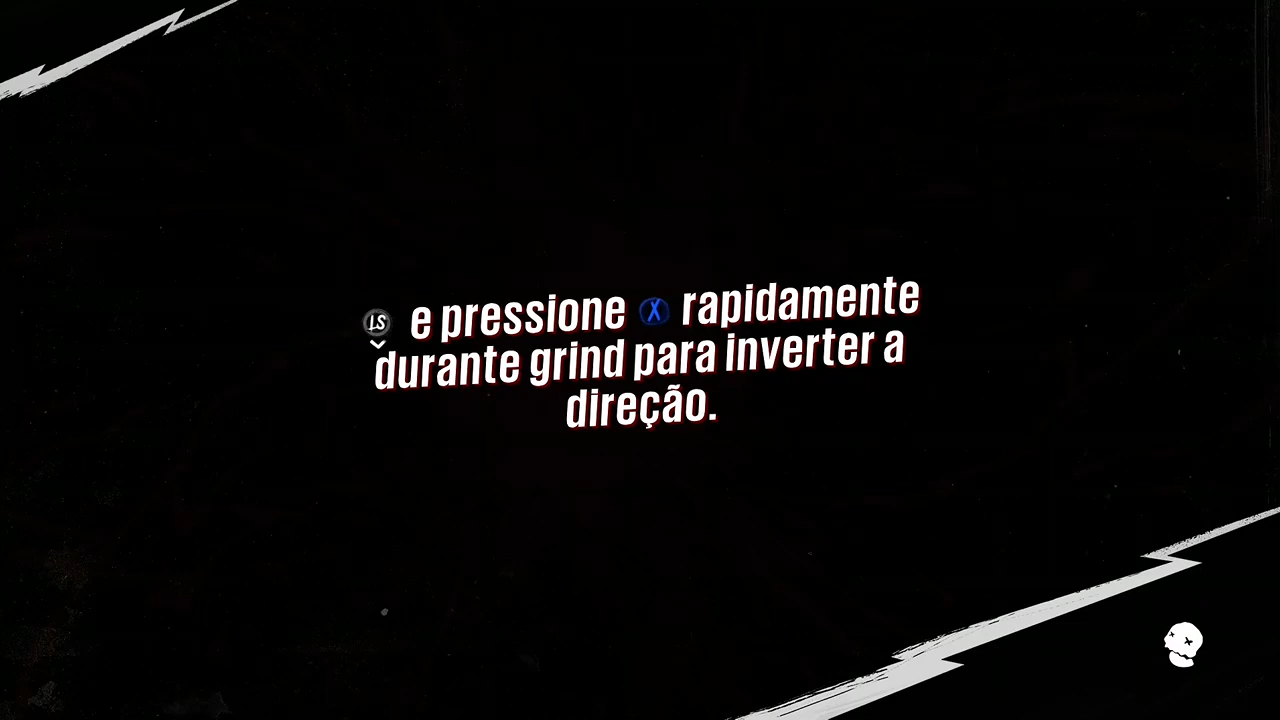 LS e pressione X rapidamente
durante grind para inverter a
direção.